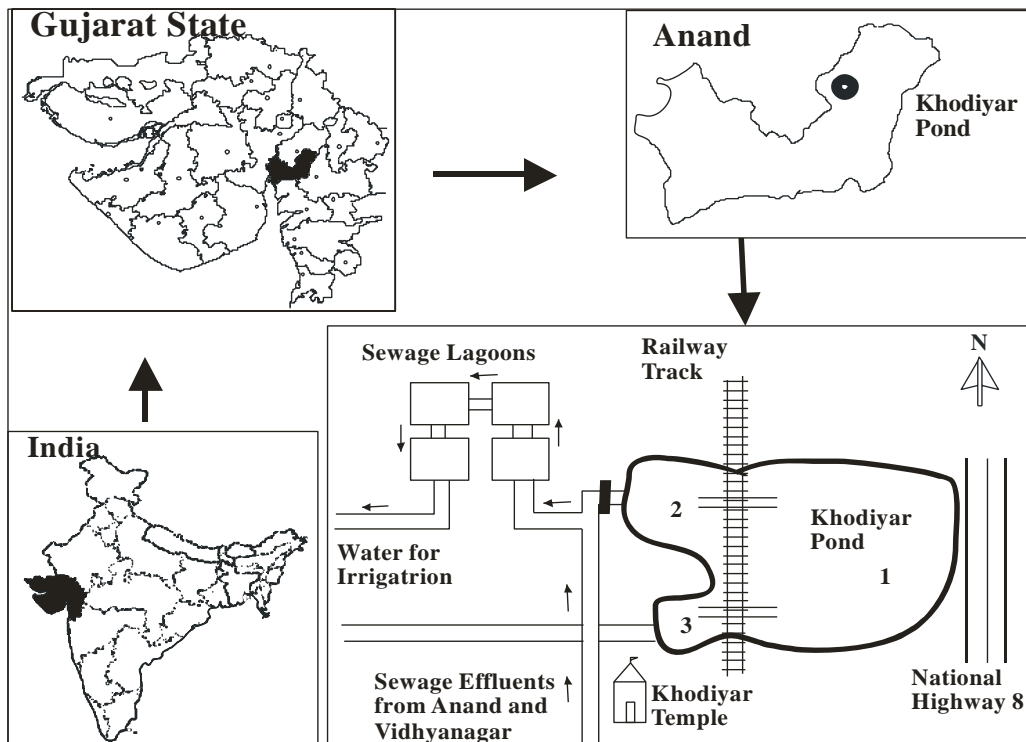 Gujarat State
Anand
Khodiyar
Pond
India
Sewage Lagoons
Railway
Track
N
2
Khodiyar
Pond
1
3
Water for
Irrigatrion
Sewage Effluents
from Anand and
Vidhyanagar
Khodiyar
Temple
National
Highway 8